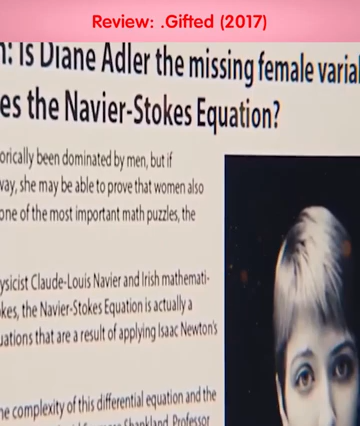 Review: .Gifted (2017)
Is Diane Adler the missing female
es the Navier-Stokes Equation?
orically been dominated by men, but if
way, she may be able to prove that women also
one of the most important math puzzles, the
ysicist Claude-Louis Navier and Irish mathemati-
kes, the Navier-Stokes Equation is actually a
uations that are a result of applying Isaac Newton's
he complexity of this differential equation and the
Shankland, Professor